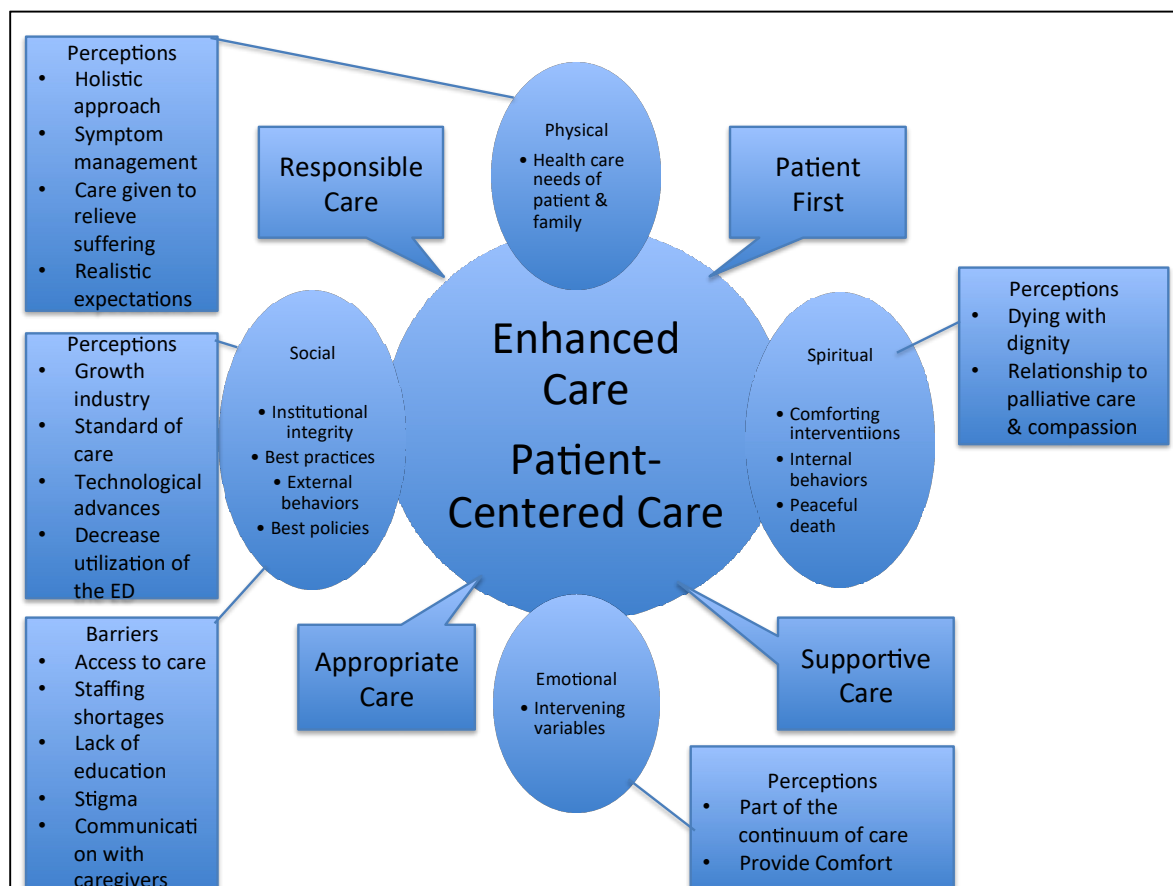 Perceptions
• Holistic
approach
• Symptom
management
• Care given to
relieve
suffering
• Realistic
expectations
Responsible
Care
Physical
• Health care
needs of
patient &
family
Patient
First
Perceptions
• Growth
industry
• Standard of
care
• Technological
advances
• Decrease
utilization of
the ED
Social
• Institutional
integrity
• Best practices
• External
behaviors
• Best policies
Enhanced
Care
Patient-
Centered Care
Spiritual
• Comforting
interventiions
• Internal
behaviors
• Peaceful
death
Perceptions
• Dying with
dignity
• Relationship to
palliative care
& compassion
Barriers
• Access to care
• Staffing
shortages
• Lack of
education
• Stigma
• Communicati
on with
caregivers
Appropriate
Care
Emotional
• Intervening
variables
Supportive
Care
Perceptions
• Part of the
continuum of care
• Provide Comfort